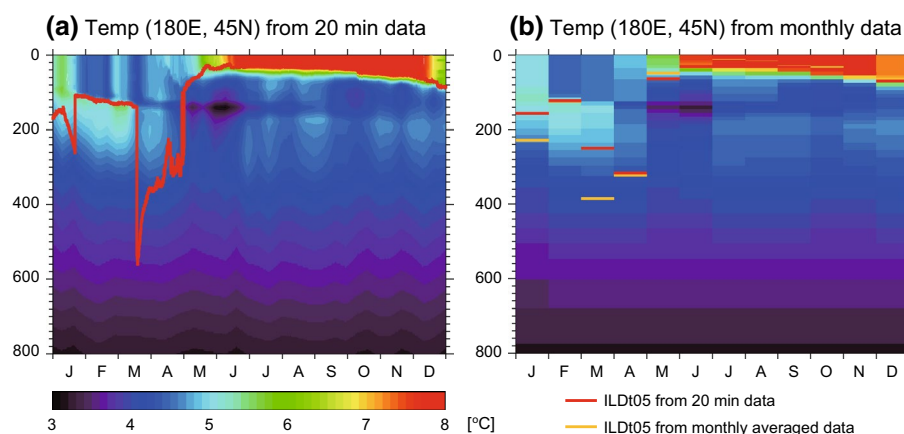 (a) Temp (180E, 45N) from 20 min data
0
200
400
600
800
J F M A M J J A S O N D
3 4 5 6 7 8 [°C]
(b) Temp (180E, 45N) from monthly data
0
200
400
600
800
J F M A M J J A S O N D
ILDt05 from 20 min data
ILDt05 from monthly averaged data